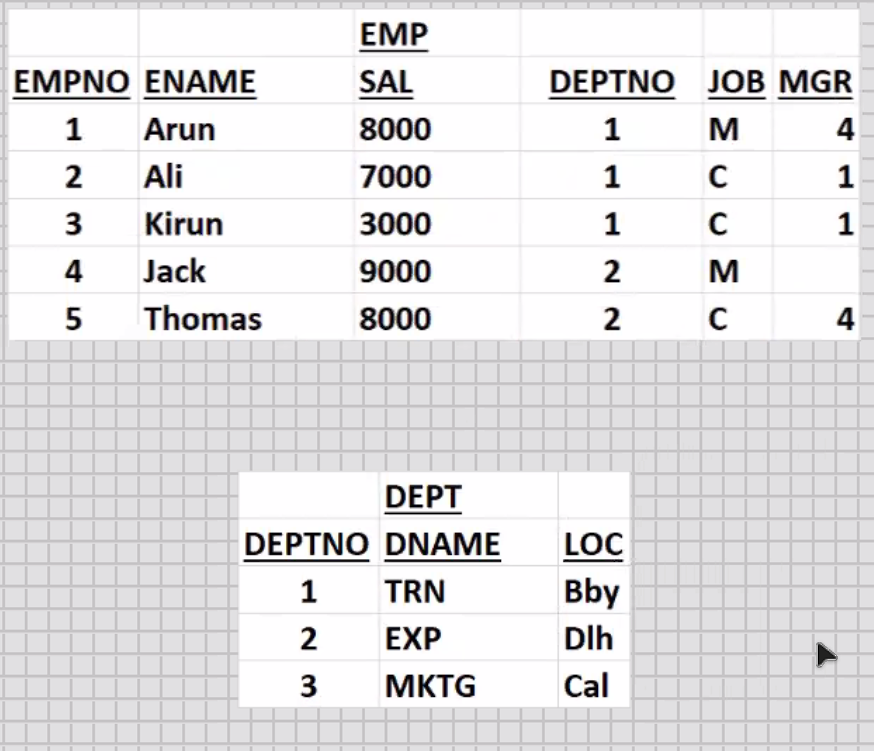 EMP
EMPNO ENAME SAL DEPTNO JOB MGR
1 Arun 8000 1 M 4
2 Ali 7000 1 C 1
3 Kirun 3000 1 C 1
4 Jack 9000 2 M
5 Thomas 8000 2 C 4
DEPT
DEPTNO DNAME LOC
1 TRN Bby
2 EXP Dlh
3 MKTG Cal